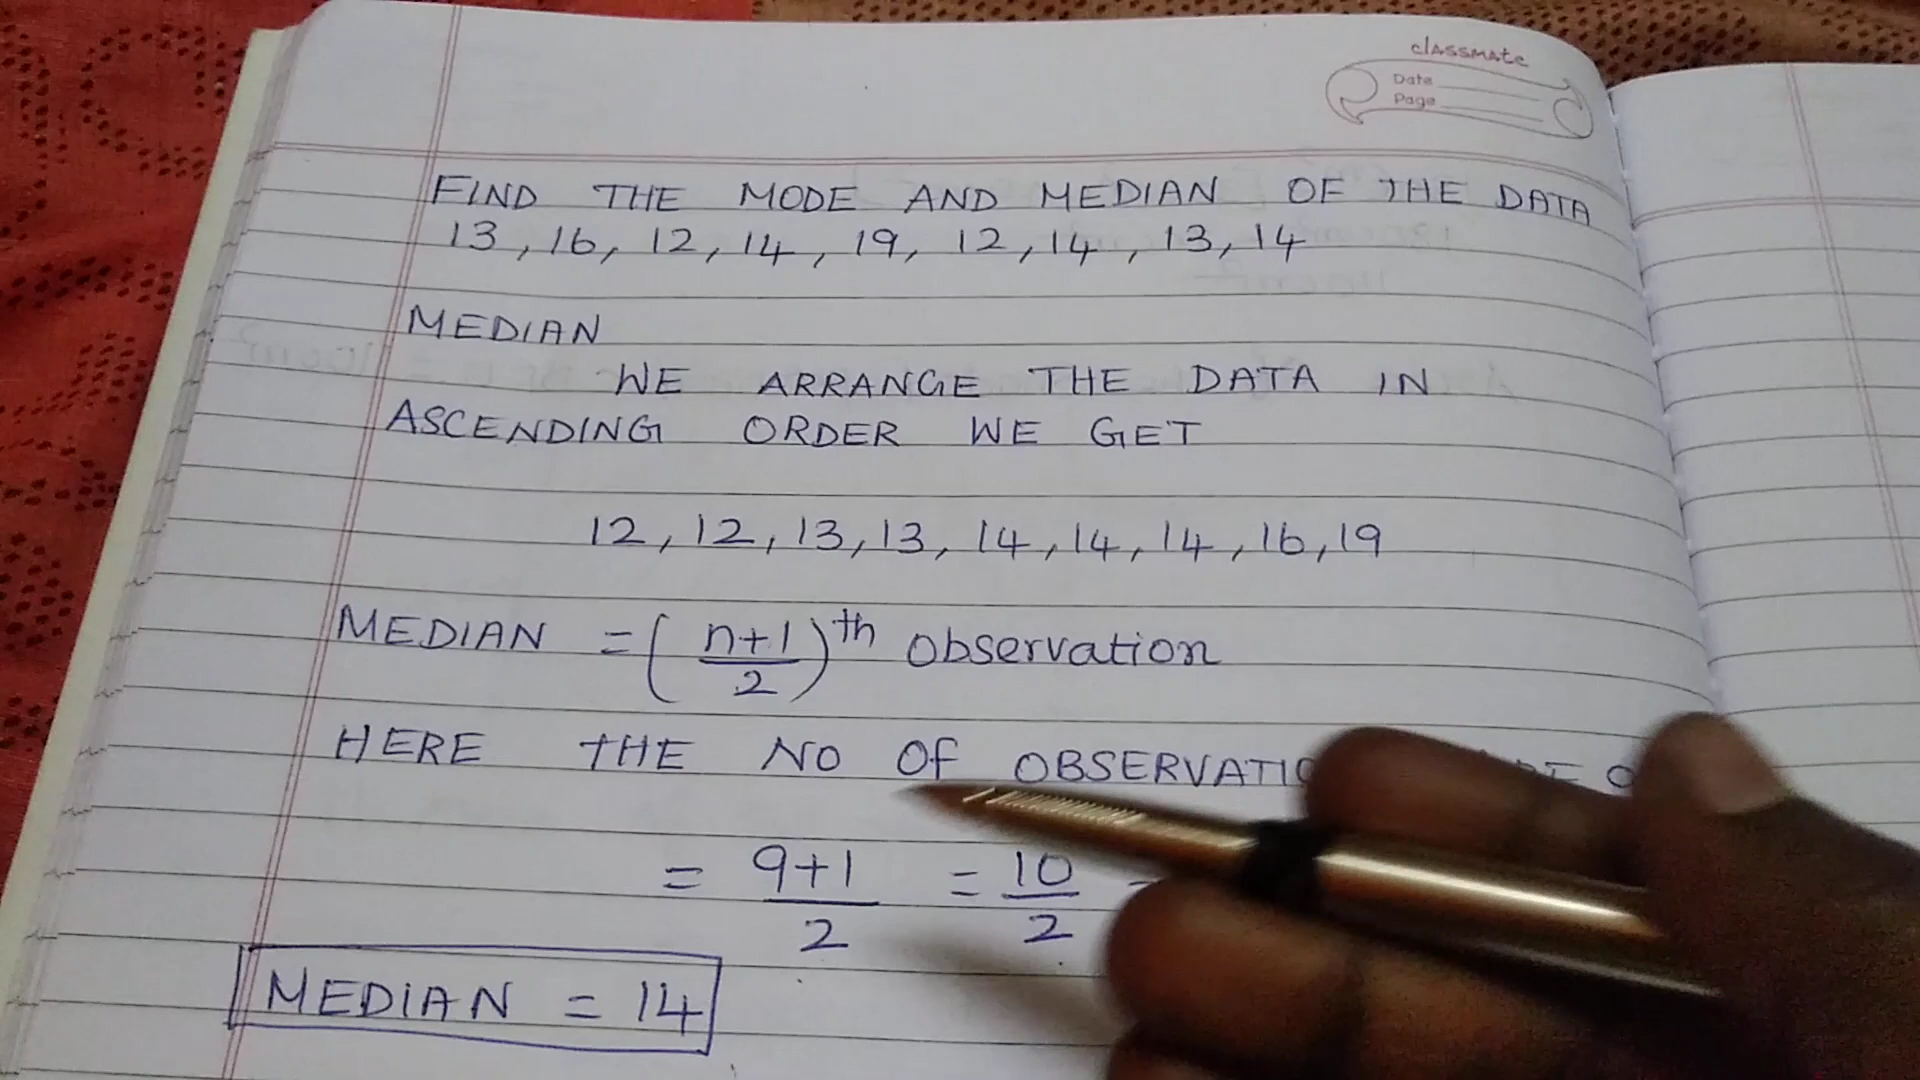 classmate
Date
Page
FIND THE MODE AND MEDIAN OF THE DATA
13, 16, 12, 14, 19, 12, 14, 13, 14
MEDIAN
WE ARRANGE THE DATA IN
ASCENDING ORDER WE GET
12, 12, 13, 13, 14, 14, 14, 16, 19
MEDIAN = (n+1/2)th observation
HERE THE NO OF
= 9+1/2 = 10/2
MEDIAN = 14